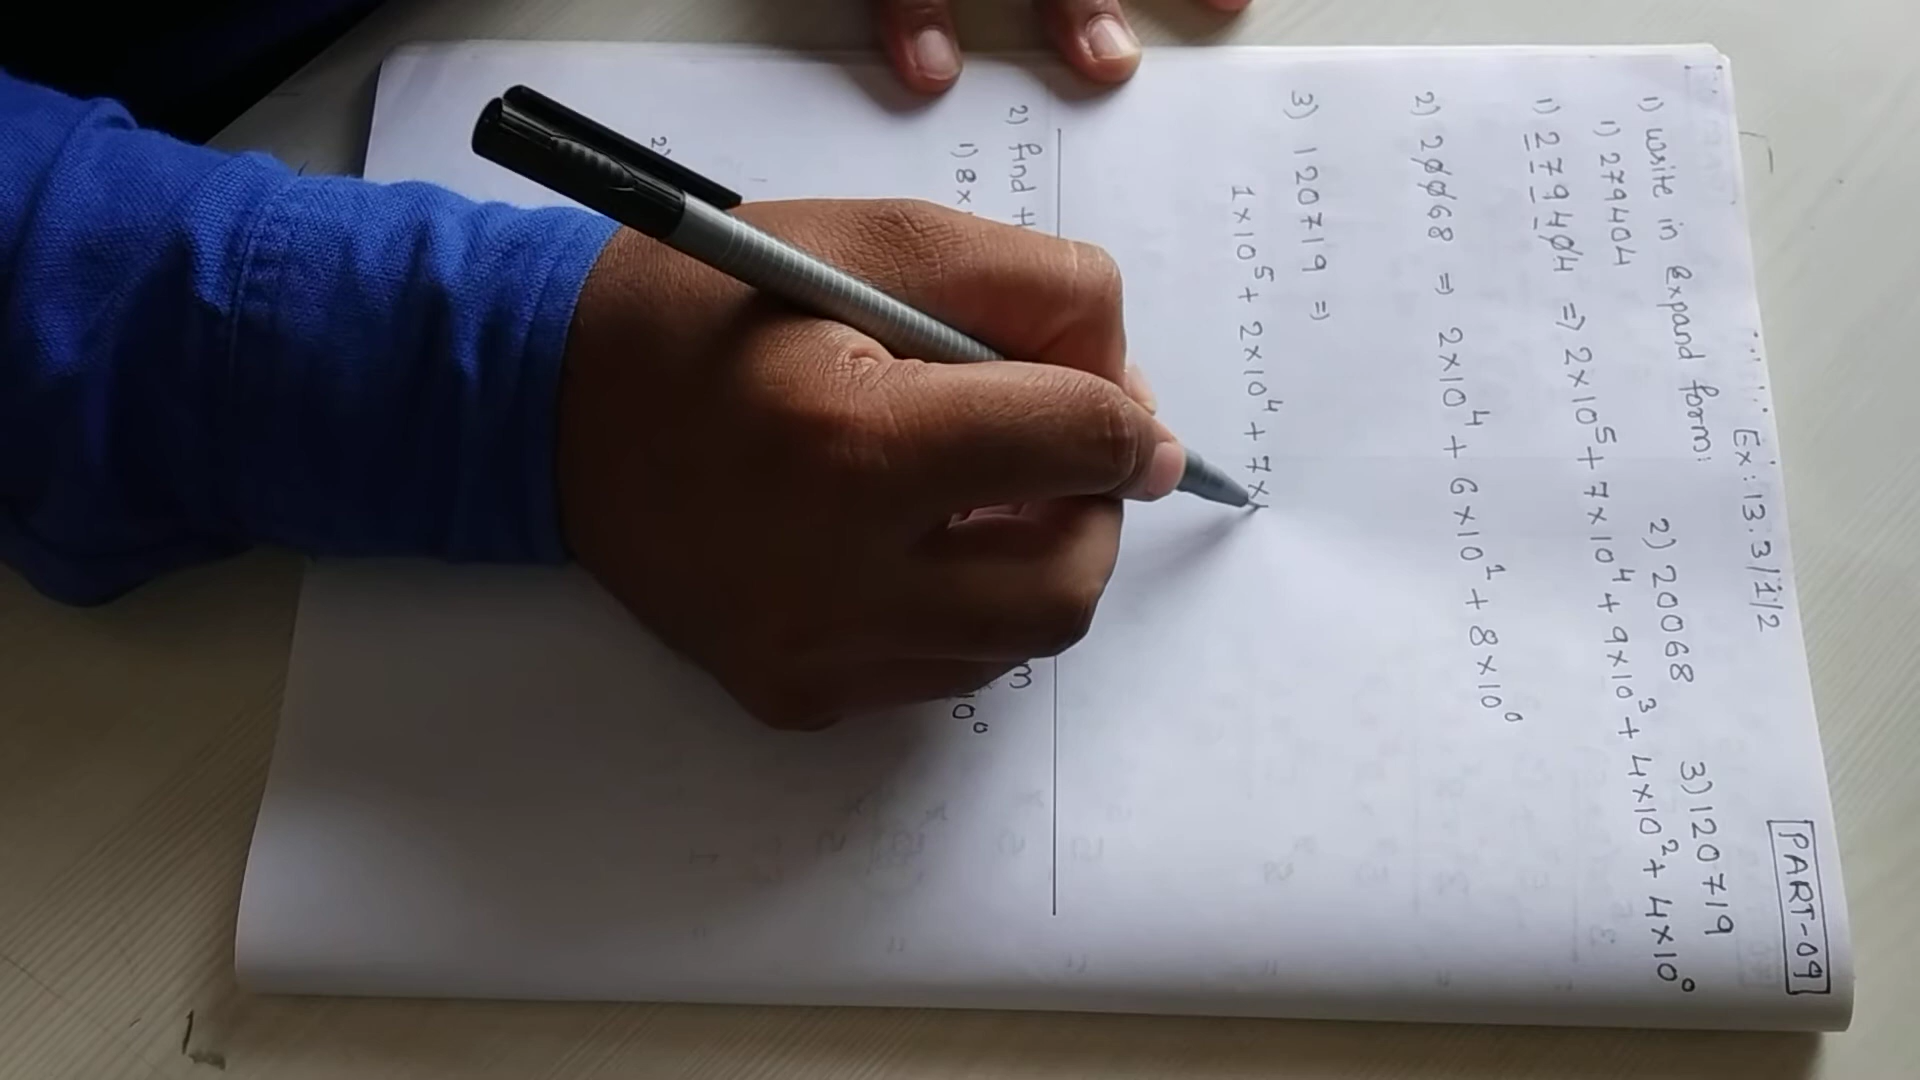 Ex: 13.3/1/2
PART-09
1) write in Expand form:
1) 279404 2) 20068 3) 120719
1) 279404 => 2×10⁵ + 7×10⁴ + 9×10³ + 4×10² + 4×10⁰
2) 20068 => 2×10⁴ + 6×10¹ + 8×10⁰
3) 120719 =>
1×10⁵ + 2×10⁴ + 7×
2) find
1) 8× 10⁰
2)